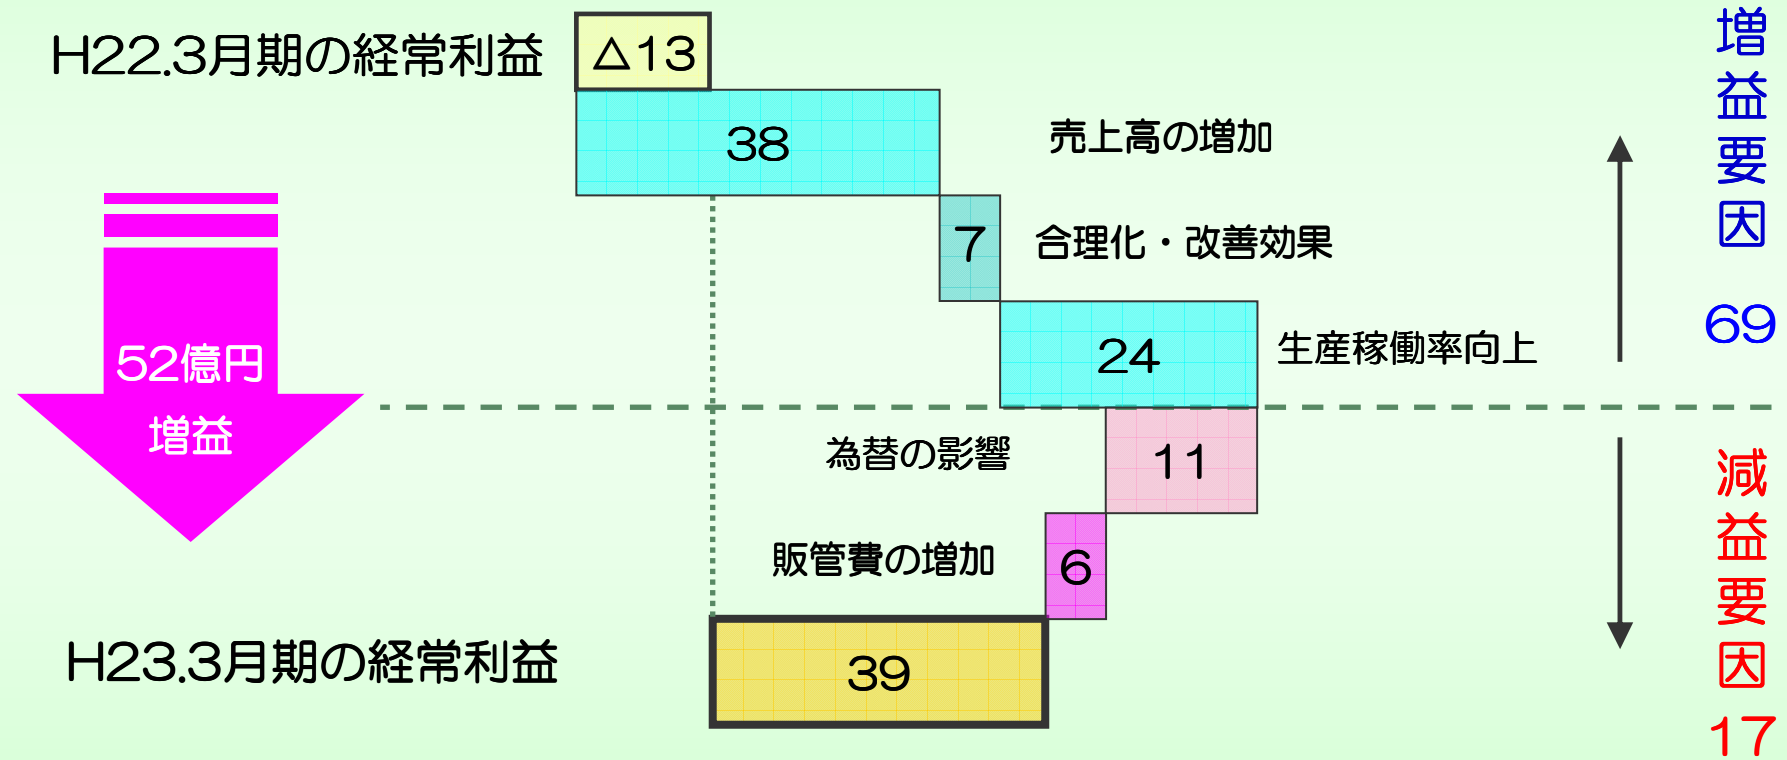 H22.3月期の経常利益
△13
38
売上高の増加
7
合理化・改善効果
24
生産稼働率向上
増益要因
69
52億円
増益
為替の影響
11
販管費の増加
6
H23.3月期の経常利益
39
減益要因
17